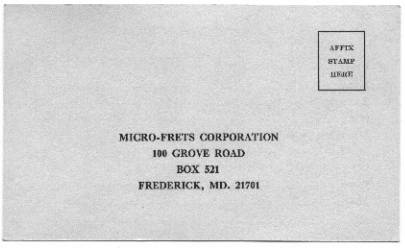 AFFIX
STAMP
HERE
MICRO-FRETS CORPORATION
100 GROVE ROAD
BOX 521
FREDERICK, MD. 21701